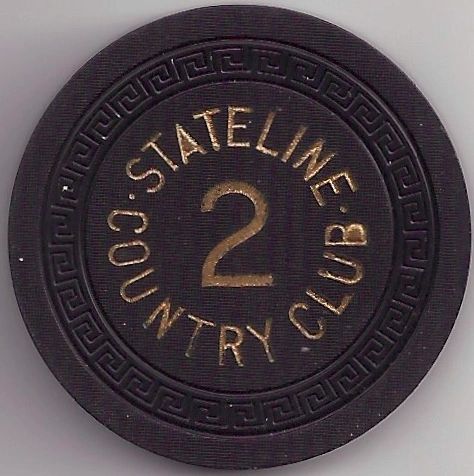 · STATELINE ·
2
COUNTRY CLUB